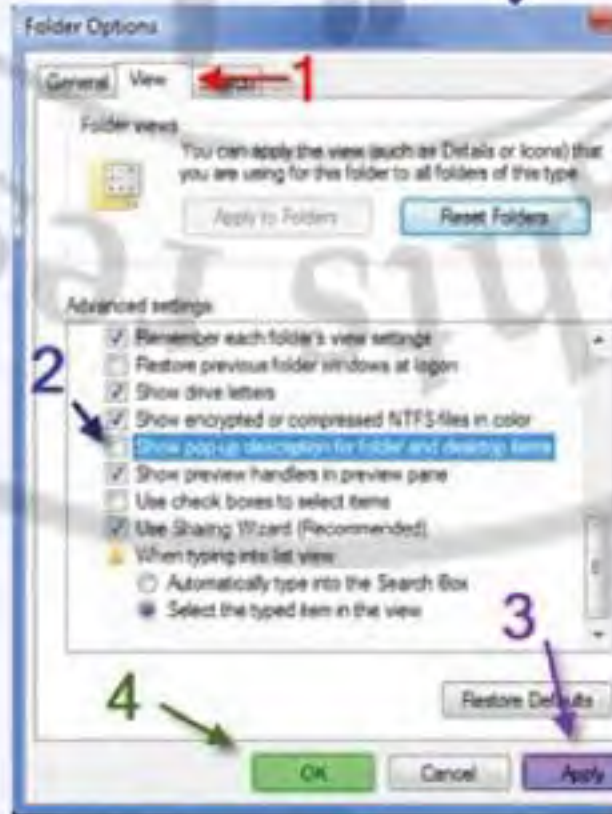 Folder Options
General View Search
1
Folder views
You can apply the view (such as Details or Icons) that
you are using for this folder to all folders of this type.
Apply to Folders Reset Folders
Advanced settings
Remember each folder's view settings
Restore previous folder windows at logon
2
Show drive letters
Show encrypted or compressed NTFS files in color
Show pop-up description for folder and desktop items
Show preview handlers in preview pane
Use check boxes to select items
Use Sharing Wizard (Recommended)
When typing into list view
Automatically type into the Search Box
Select the typed item in the view
3
4
Restore Defaults
OK Cancel Apply